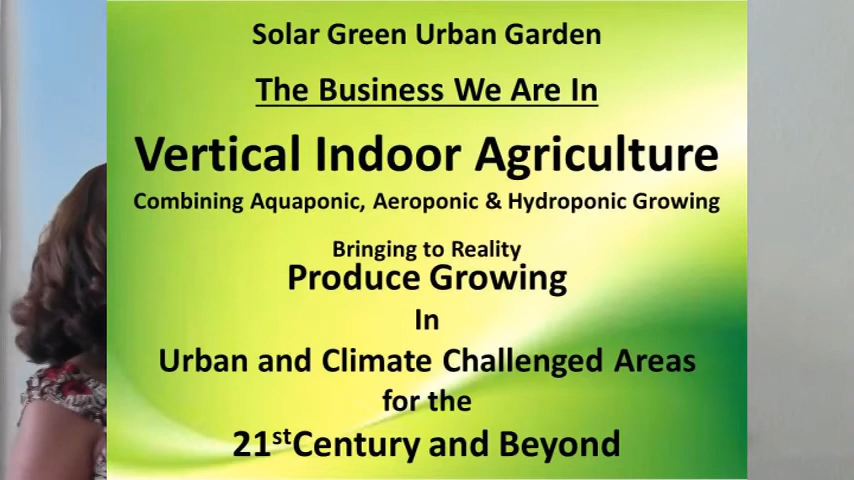 Solar Green Urban Garden
The Business We Are In
Vertical Indoor Agriculture
Combining Aquaponic, Aeroponic & Hydroponic Growing
Bringing to Reality
Produce Growing
In
Urban and Climate Challenged Areas
for the
21stCentury and Beyond